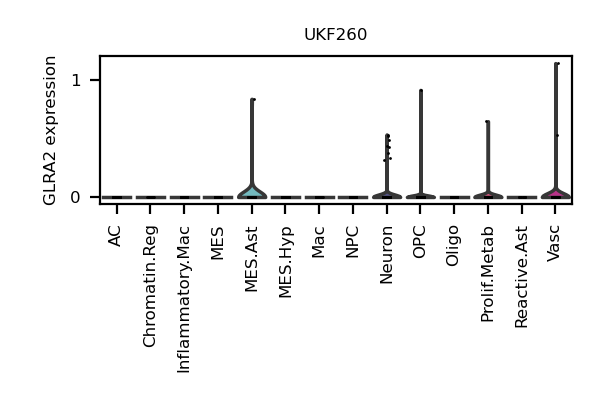 UKF260
GLRA2 expression
1
0
AC
Chromatin.Reg
Inflammatory.Mac
MES
MES.Ast
MES.Hyp
Mac
NPC
Neuron
OPC
Oligo
Prolif.Metab
Reactive.Ast
Vasc